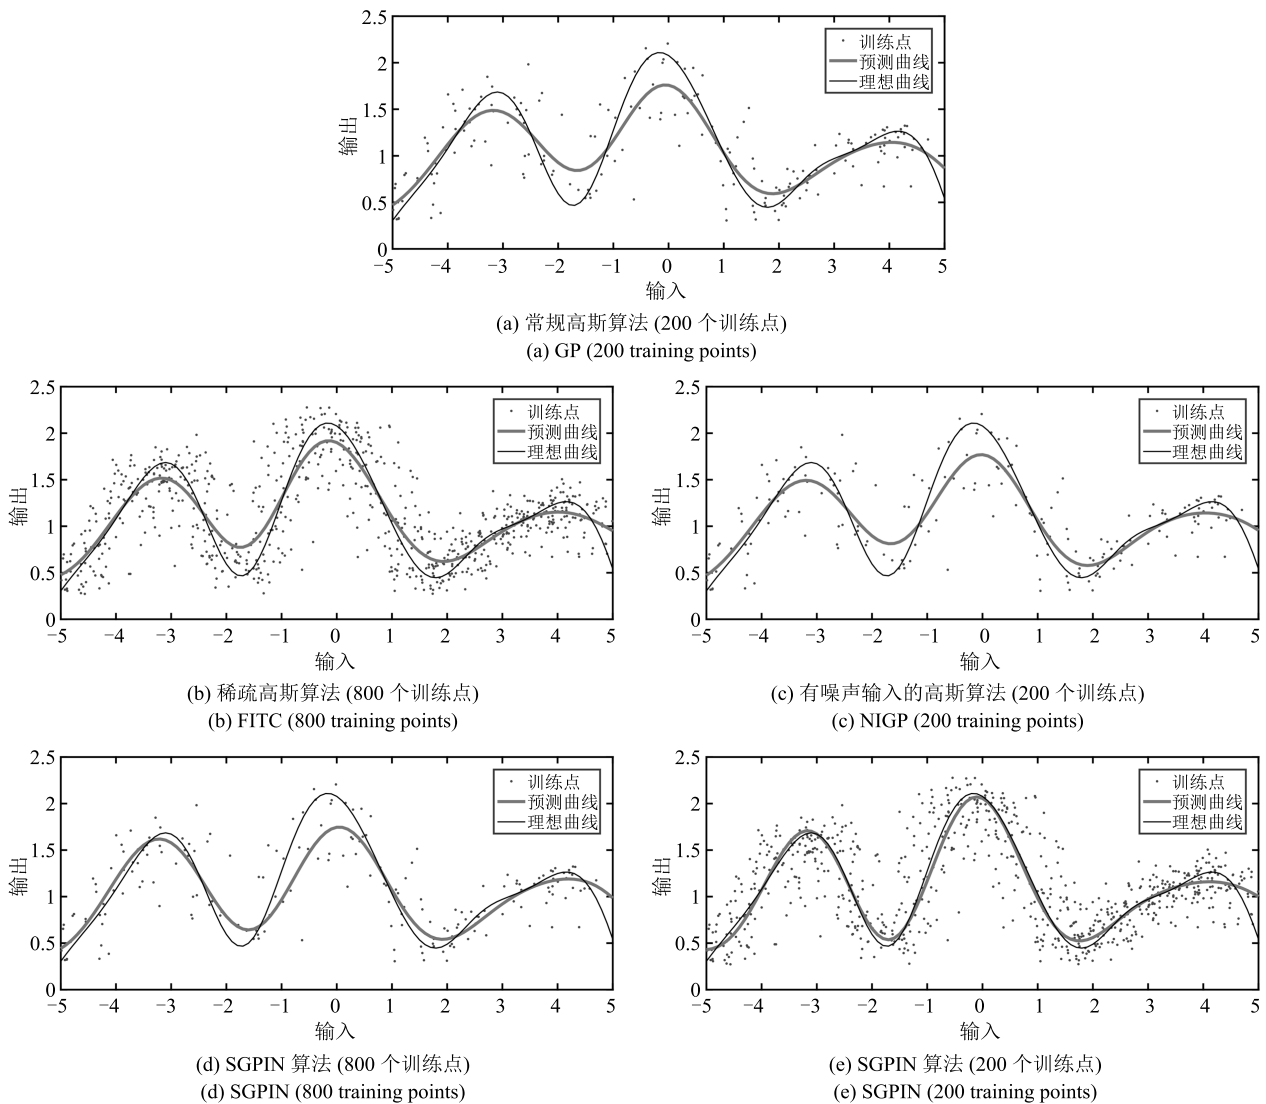 2.5
2
1.5
1
0.5
0
输出
训练点
预测曲线
理想曲线
−5 −4 −3 −2 −1 0 1 2 3 4 5
输入
(a) 常规高斯算法 (200 个训练点)
(a) GP (200 training points)
2.5
2
1.5
1
0.5
0
输出
训练点
预测曲线
理想曲线
−5 −4 −3 −2 −1 0 1 2 3 4 5
输入
(b) 稀疏高斯算法 (800 个训练点)
(b) FITC (800 training points)
2.5
2
1.5
1
0.5
0
输出
训练点
预测曲线
理想曲线
−5 −4 −3 −2 −1 0 1 2 3 4 5
输入
(c) 有噪声输入的高斯算法 (200 个训练点)
(c) NIGP (200 training points)
2.5
2
1.5
1
0.5
0
输出
训练点
预测曲线
理想曲线
−5 −4 −3 −2 −1 0 1 2 3 4 5
输入
(d) SGPIN 算法 (800 个训练点)
(d) SGPIN (800 training points)
2.5
2
1.5
1
0.5
0
输出
训练点
预测曲线
理想曲线
−5 −4 −3 −2 −1 0 1 2 3 4 5
输入
(e) SGPIN 算法 (200 个训练点)
(e) SGPIN (200 training points)